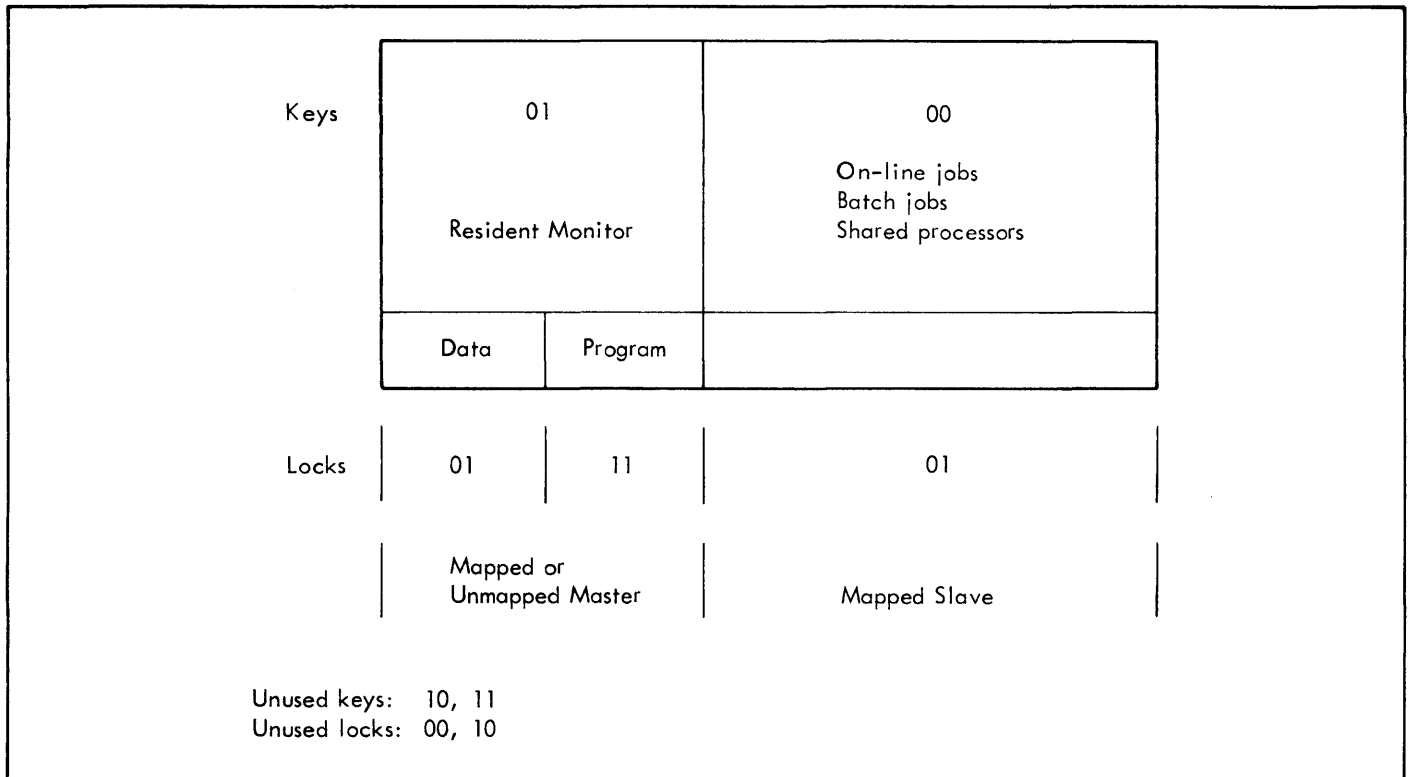 Keys 01 00
On-line jobs
Batch jobs
Shared processors
Resident Monitor
Data Program
Locks 01 11 01
Mapped or
Unmapped Master
Mapped Slave
Unused keys: 10, 11
Unused locks: 00, 10